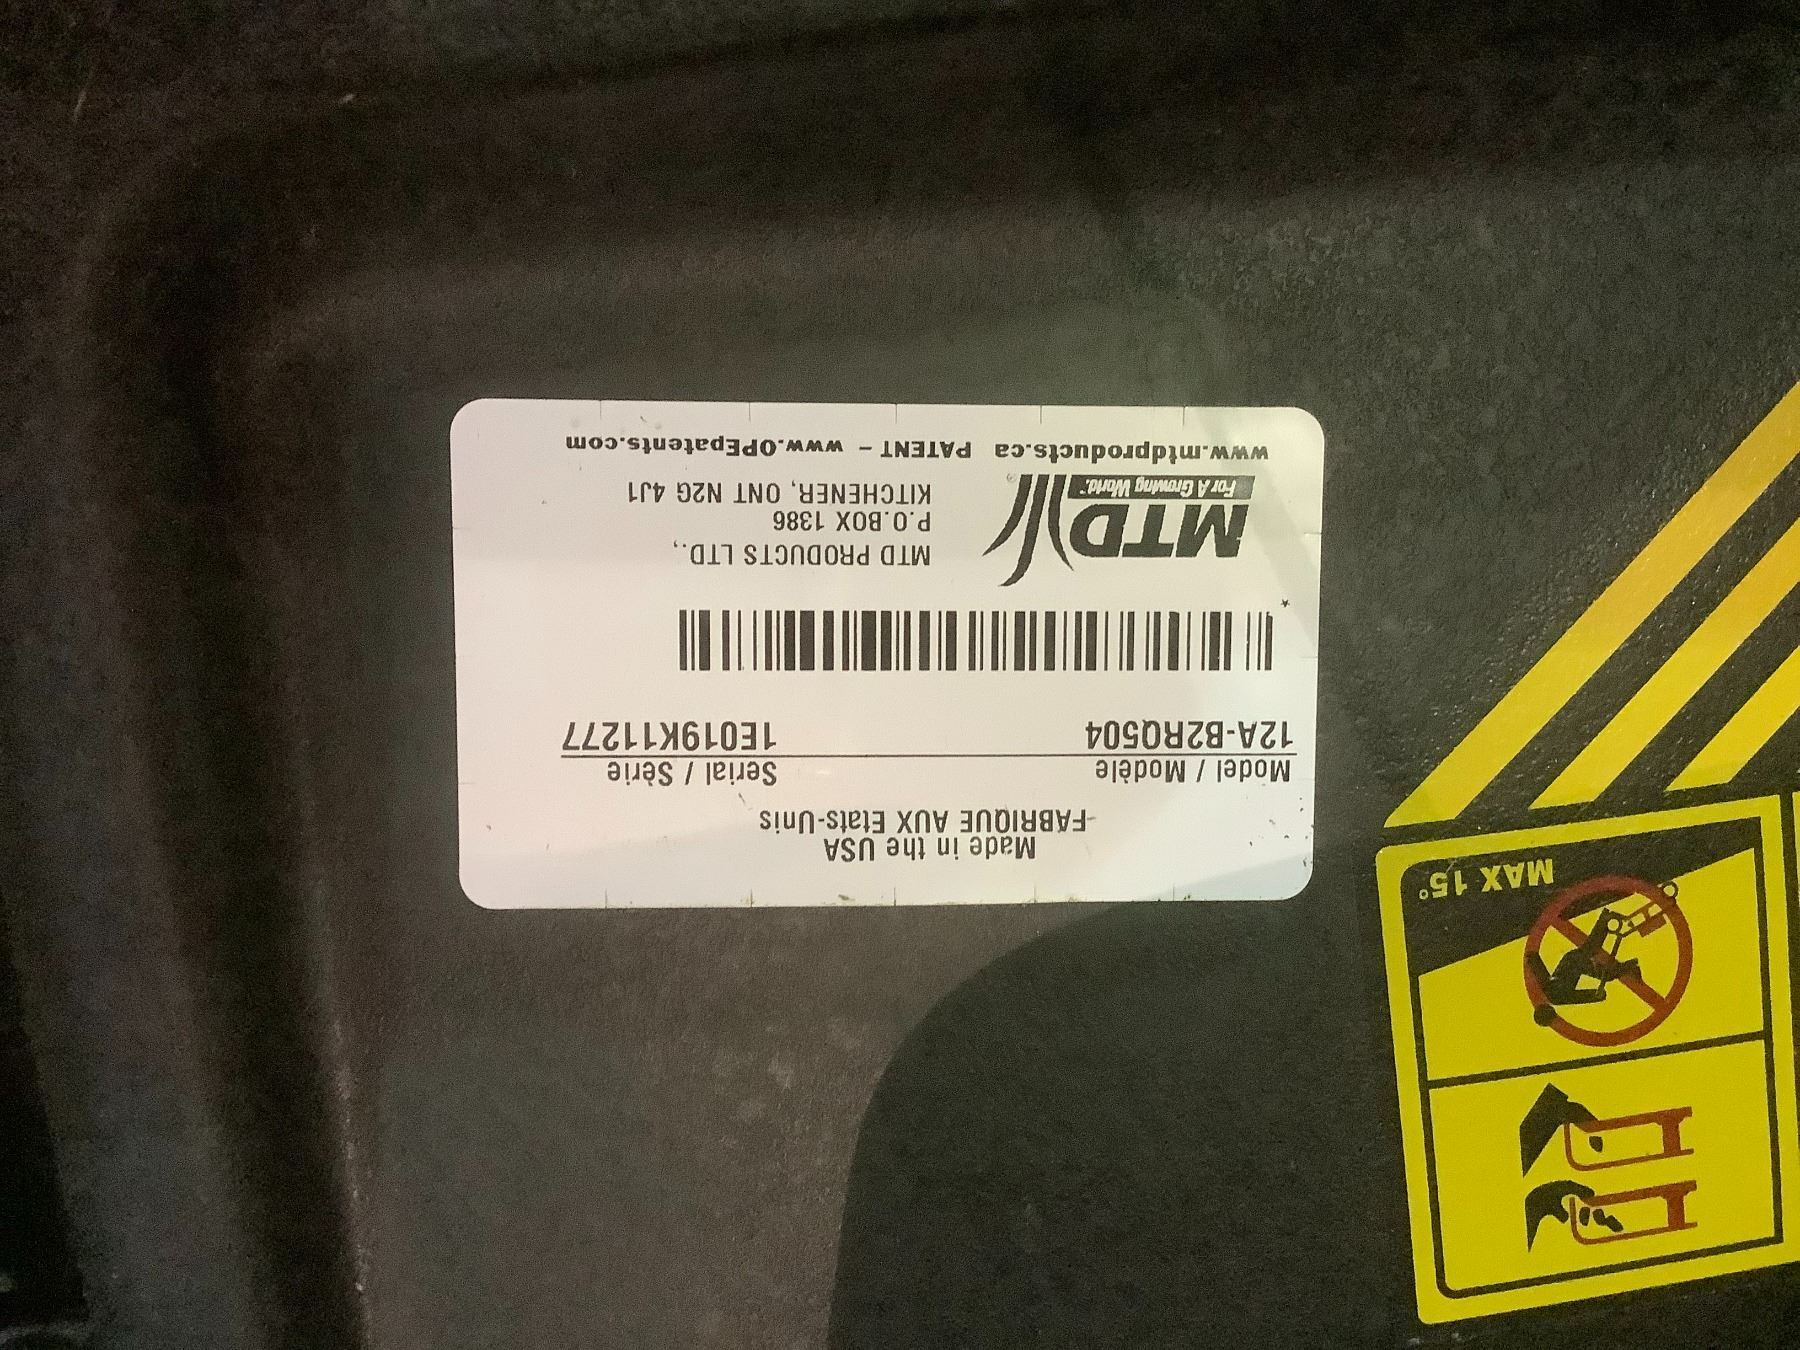 Made in the USA
-FABRIQUE AUX Etats-Unis
Model / Modèle Serial / Série
12A-B2RQ504 1E019K11277
MTD
For A Growing World.™
MTD PRODUCTS LTD.,
P.O.BOX 1386
KITCHENER, ONT N2G 4J1
www.mtdproducts.ca PATENT - www.OPEpatents.com
MAX 15°